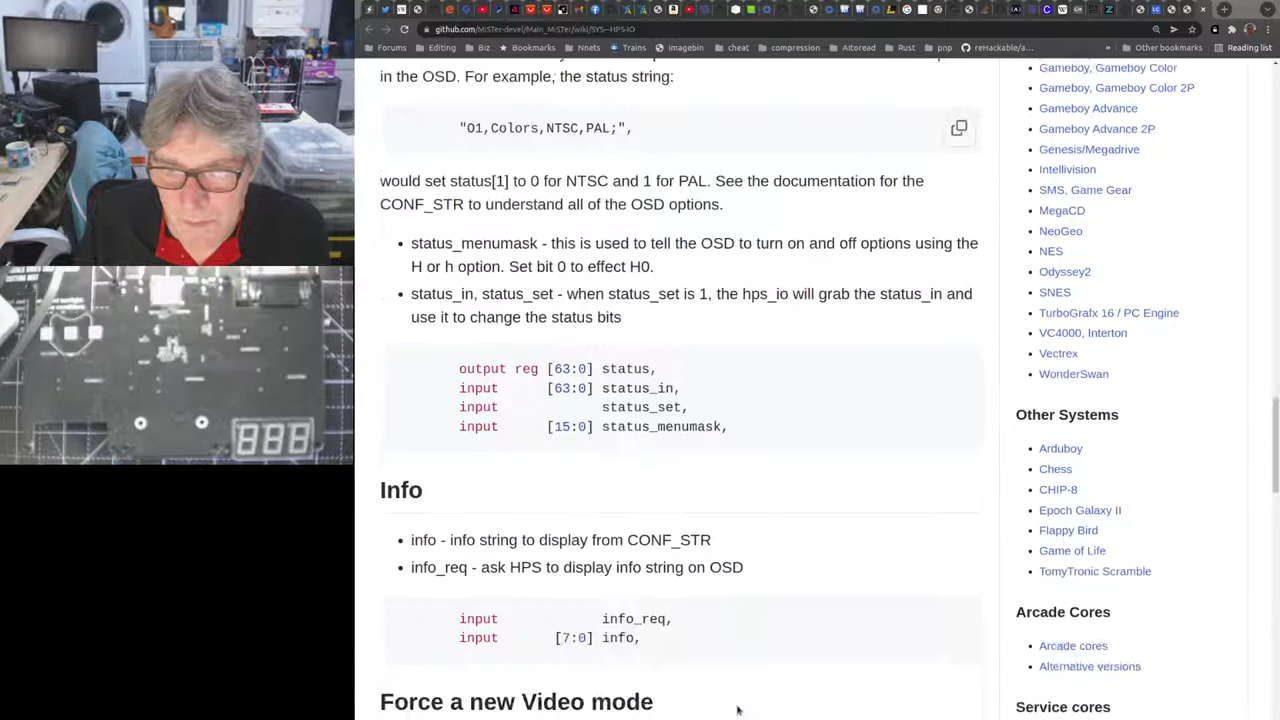 github.com/MiSTer-devel/Main_MiSTer/wiki/SYS--HPS-IO
Reading list
Forums
Editing
Biz
Nnets
Bookmarks
Trains
imagebin
cheat
compression
Aitoread
Rust
pnp
reHackable/a...
»
Other bookmarks
in the OSD. For example, the status string:
"O1,Colors,NTSC,PAL;",
would set status[1] to 0 for NTSC and 1 for PAL. See the documentation for the
CONF_STR to understand all of the OSD options.
• status_menumask - this is used to tell the OSD to turn on and off options using the
H or h option. Set bit 0 to effect H0.
• status_in, status_set - when status_set is 1, the hps_io will grab the status_in and
use it to change the status bits
output reg [63:0] status,
input [63:0] status_in,
input status_set,
input [15:0] status_menumask,
Info
• info - info string to display from CONF_STR
• info_req - ask HPS to display info string on OSD
input info_req,
input [7:0] info,
Force a new Video mode
Gameboy, Gameboy Color
Gameboy, Gameboy Color 2P
Gameboy Advance
Gameboy Advance 2P
Genesis/Megadrive
Intellivision
SMS, Game Gear
MegaCD
NeoGeo
NES
Odyssey2
SNES
TurboGrafx 16 / PC Engine
VC4000, Interton
Vectrex
WonderSwan
Other Systems
Arduboy
Chess
CHIP-8
Epoch Galaxy II
Flappy Bird
Game of Life
TomyTronic Scramble
Arcade Cores
Arcade cores
Alternative versions
Service cores